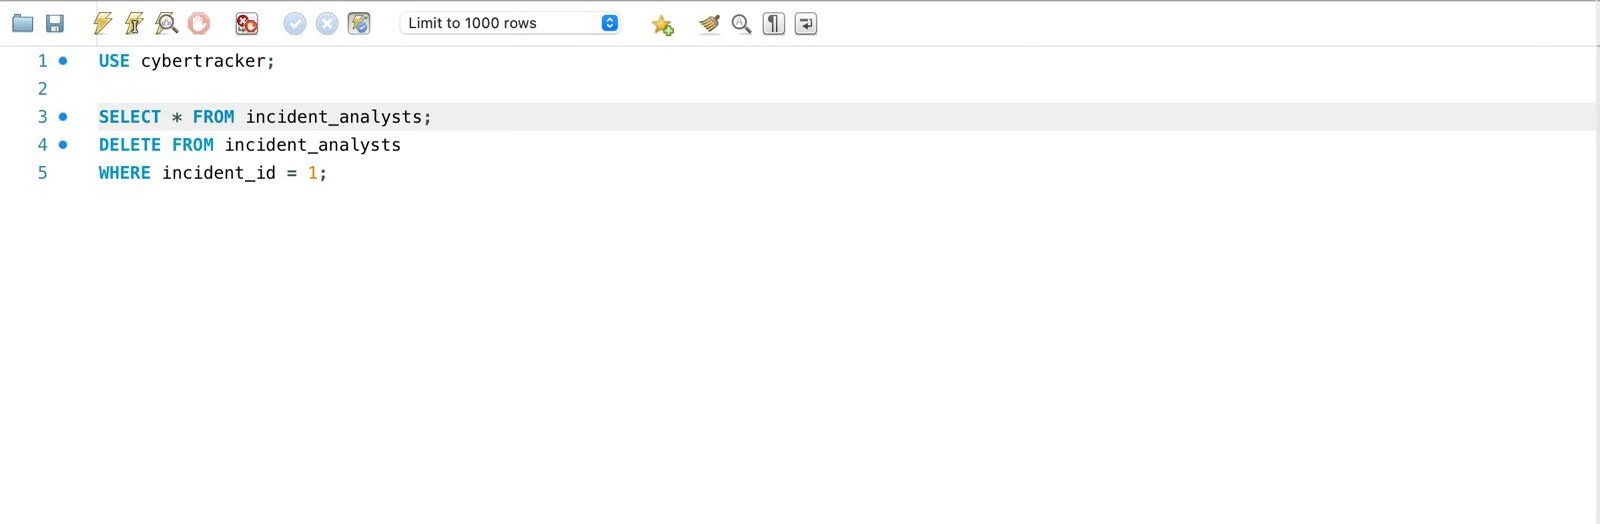 Limit to 1000 rows
1 USE cybertracker;
2
3 SELECT * FROM incident_analysts;
4 DELETE FROM incident_analysts
5 WHERE incident_id = 1;